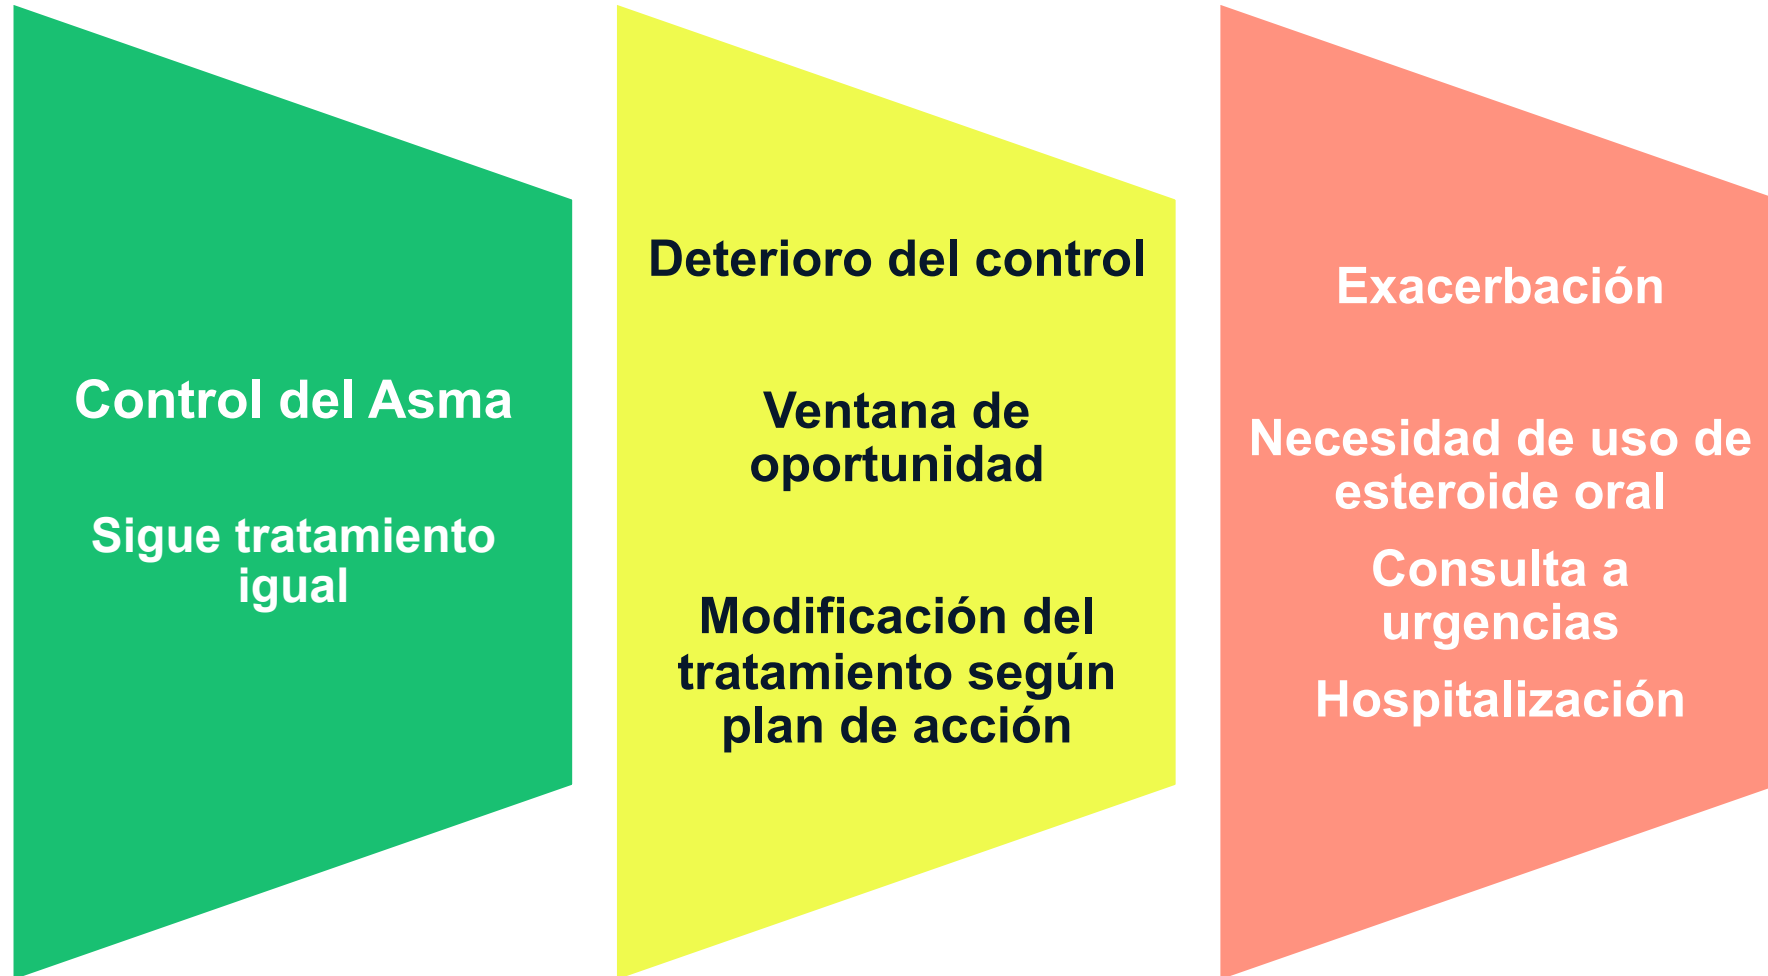 Control del Asma
Sigue tratamiento
igual
Deterioro del control
Ventana de
oportunidad
Modificación del
tratamiento según
plan de acción
Exacerbación
Necesidad de uso de
esteroide oral
Consulta a
urgencias
Hospitalización